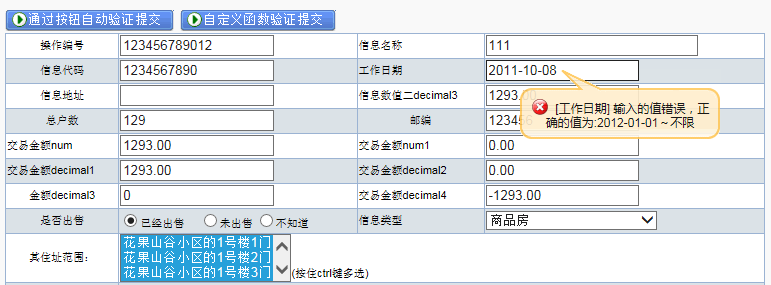 通过按钮自动验证提交 自定义函数验证提交
操作编号 123456789012 信息名称 111
信息代码 1234567890 工作日期 2011-10-08
信息地址 信息数值二decimal3 1293.00
[工作日期] 输入的值错误，正
确的值为:2012-01-01～不限
总户数 129 邮编 123456
交易金额num 1293.00 交易金额num1 0.00
交易金额decimal1 1293.00 交易金额decimal2 0.00
金额decimal3 0 交易金额decimal4 -1293.00
是否出售 已经出售 未出售 不知道 信息类型 商品房
其住址范围：
花果山谷小区的1号楼1门
花果山谷小区的1号楼2门
花果山谷小区的1号楼3门 (按住ctrl键多选)